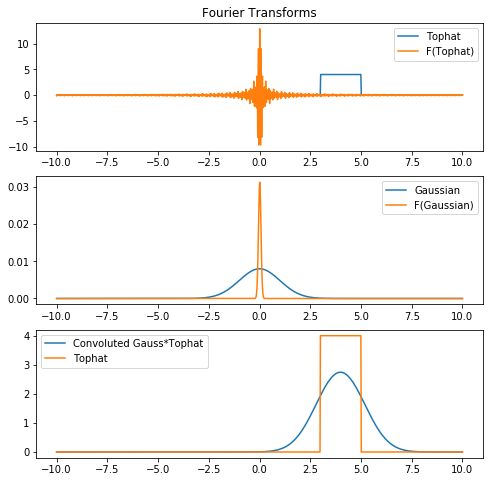 Fourier Transforms
10
5
0
−5
−10
Tophat
F(Tophat)
−10.0 −7.5 −5.0 −2.5 0.0 2.5 5.0 7.5 10.0
0.03
0.02
0.01
0.00
Gaussian
F(Gaussian)
−10.0 −7.5 −5.0 −2.5 0.0 2.5 5.0 7.5 10.0
4
3
2
1
0
Convoluted Gauss*Tophat
Tophat
−10.0 −7.5 −5.0 −2.5 0.0 2.5 5.0 7.5 10.0